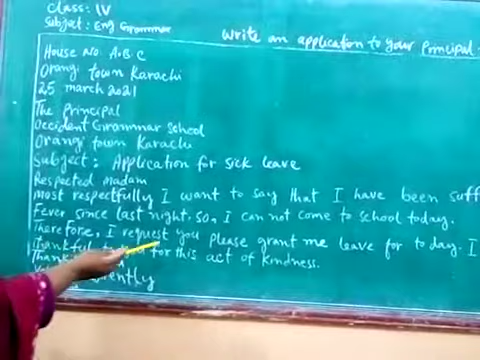 Class: IV
Subject: Eng Grammar
Write an application to your principal.
House No. A.B.C
Orangi town Karachi
25 march 2021
The principal
Occident Grammar School
Orangi town Karachi
Subject: Application for sick leave
Respected madam
most respectfully I want to say that I have been
Fever since last night. So, I can not come to school today.
Therefore, I request you please grant me leave for today. I
for this act of kindness.